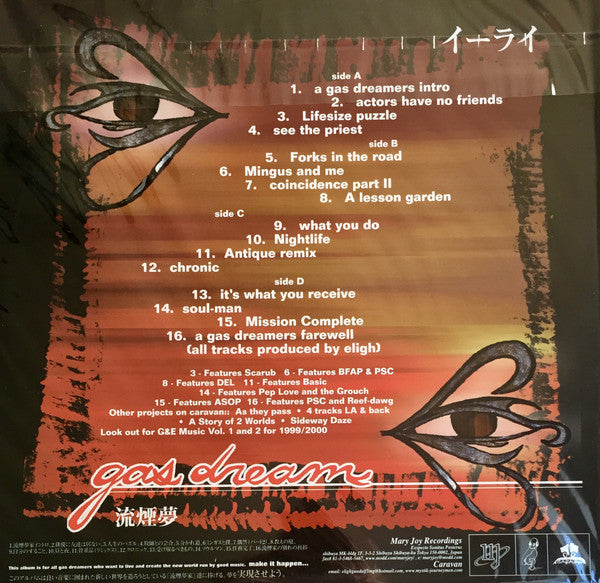 イーライ
side A
1. a gas dreamers intro
2. actors have no friends
3. Lifesize puzzle
4. see the priest
side B
5. Forks in the road
6. Mingus and me
7. coincidence part II
8. A lesson garden
side C
9. what you do
10. Nightlife
11. Antique remix
12. chronic
side D
13. it's what you receive
14. soul-man
15. Mission Complete
16. a gas dreamers farewell
(all tracks produced by eligh)
3 - Features Scarub 6 - Features BFAP & PSC
8 - Features DEL 11 - Features Basic
14 - Features Pep Love and the Grouch
15 - Features ASOP 16 - Features PSC and Reef-dawg
Other projects on caravan:: As they pass • 4 tracks LA & back
• A Story of 2 Worlds • Sideway Daze
Look out for G&E Music Vol. 1 and 2 for 1999/2000
gas dream
流煙夢
This album is for all gas dreamers who want to live and create the new world run by good music. make it happen...
Mary Joy Recordings
Caravan